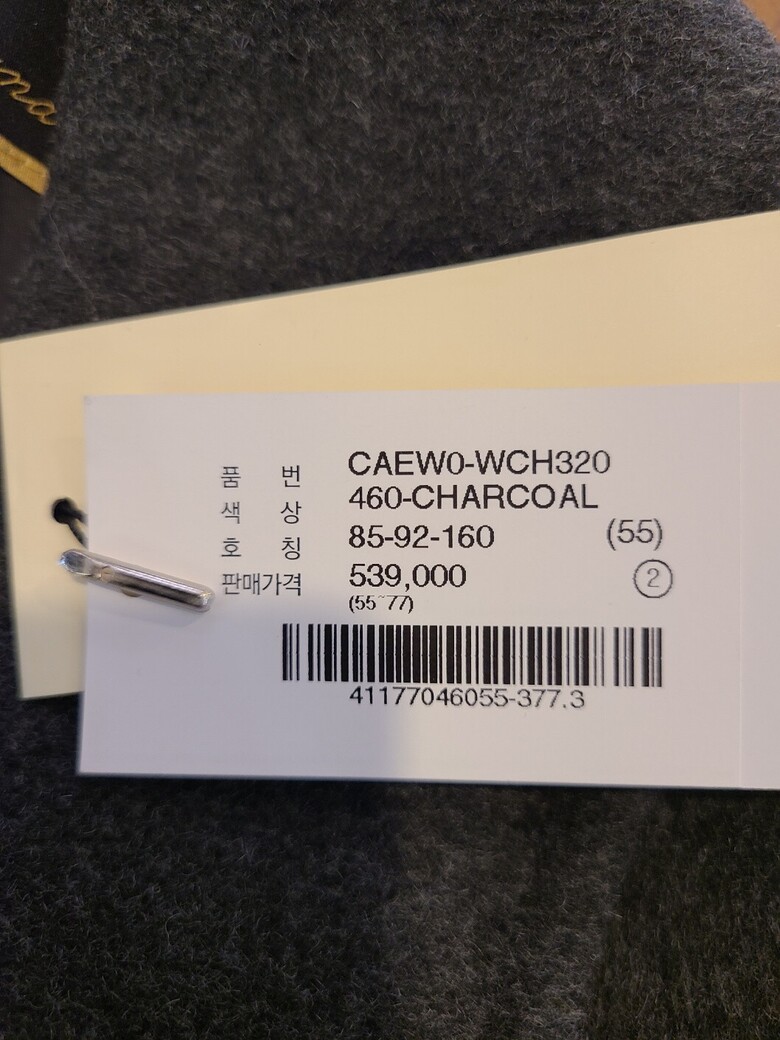 품 번 CAEW0-WCH320
색 상 460-CHARCOAL
호 칭 85-92-160 (55)
판매가격 539,000 ②
(55~77)
41177046055-377.3